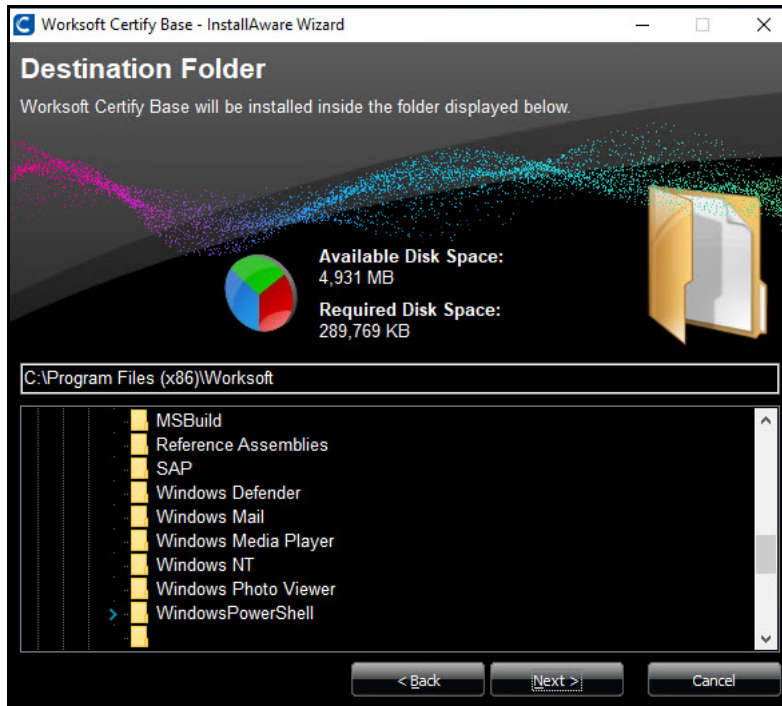 Worksoft Certify Base - InstallAware Wizard
Destination Folder
Worksoft Certify Base will be installed inside the folder displayed below.
Available Disk Space:
4,931 MB
Required Disk Space:
289,769 KB
C:\Program Files (x86)\Worksoft
MSBuild
Reference Assemblies
SAP
Windows Defender
Windows Mail
Windows Media Player
Windows NT
Windows Photo Viewer
WindowsPowerShell
< Back Next > Cancel